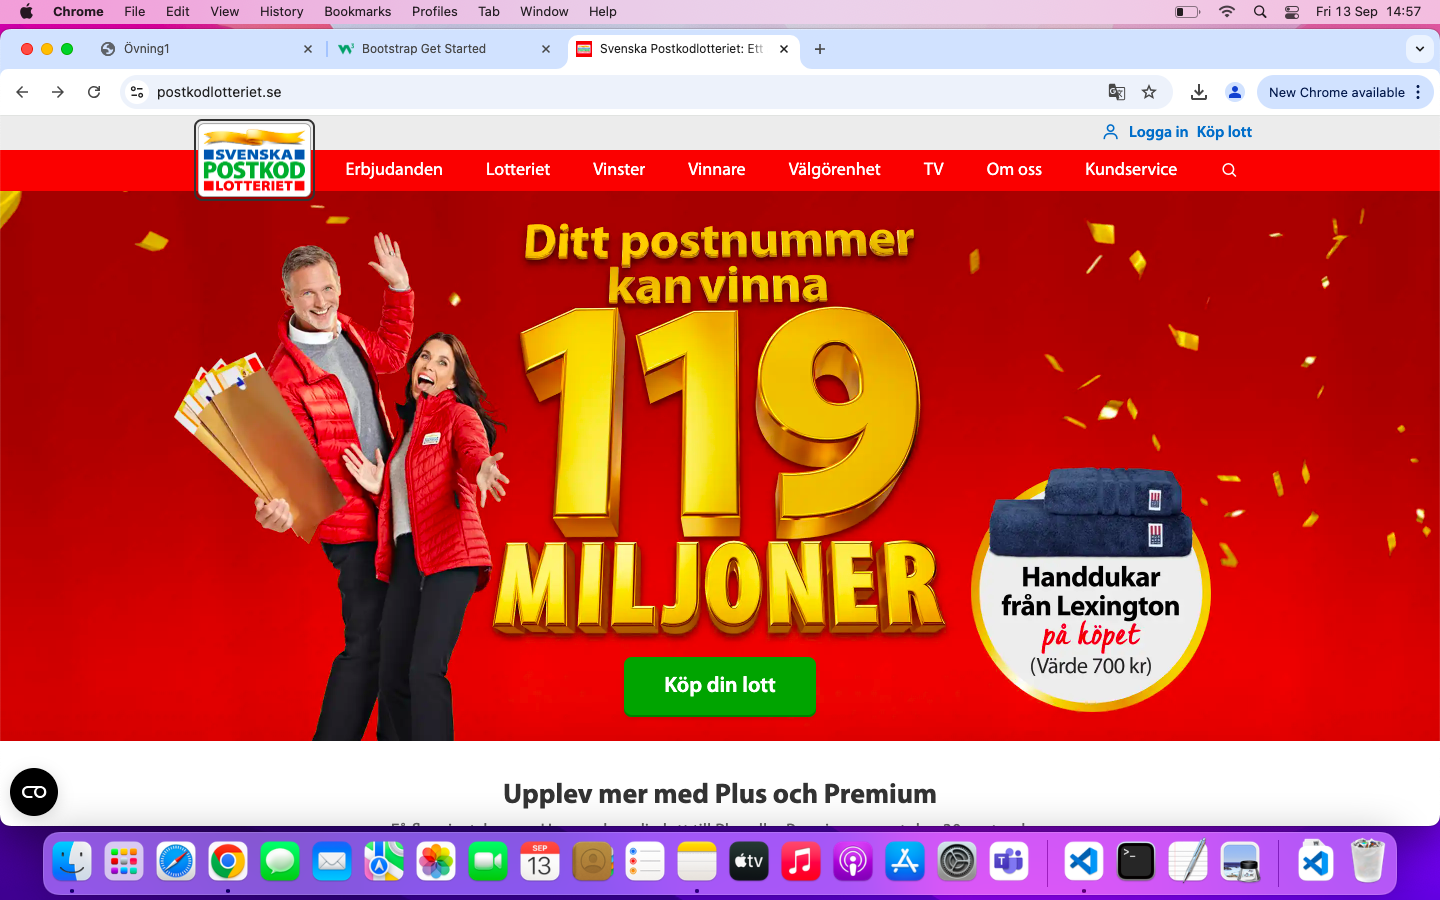 Chrome File Edit View History Bookmarks Profiles Tab Window Help Fri 13 Sep 14:57
Övning1 Bootstrap Get Started Svenska Postkodlotteriet: Ett
postkodlotteriet.se New Chrome available
Logga in Köp lott
SVENSKA
POSTKOD
LOTTERIET
Erbjudanden Lotteriet Vinster Vinnare Välgörenhet TV Om oss Kundservice
Ditt postnummer
kan vinna
119
MILJONER
Köp din lott
Handdukar
från Lexington
på köpet
(Värde 700 kr)
Upplev mer med Plus och Premium
SEP
13
tv